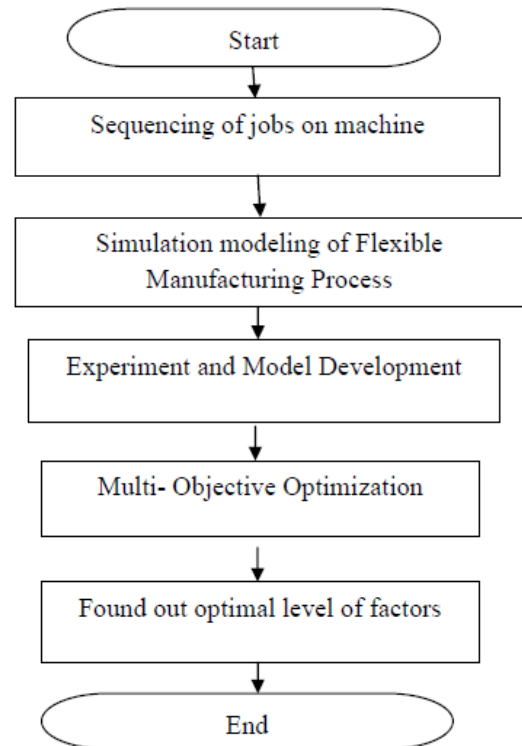 Start
Sequencing of jobs on machine
Simulation modeling of Flexible
Manufacturing Process
Experiment and Model Development
Multi- Objective Optimization
Found out optimal level of factors
End